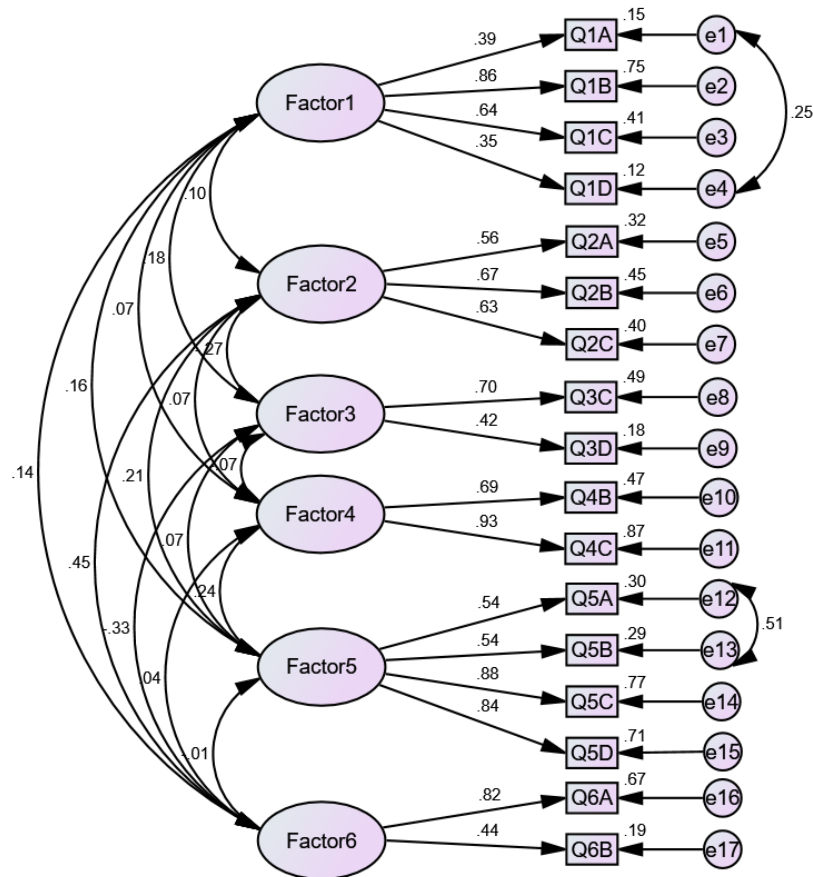 .15
.39
Q1A
e1
.75
.86
Q1B
e2
.25
Factor1
.41
.64
Q1C
e3
.12
.35
Q1D
e4
.10
.32
.56
Q2A
e5
.18
.45
.67
Factor2
Q2B
e6
.07
.40
.63
Q2C
e7
.27
.49
.70
Q3C
e8
.16
.07
Factor3
.18
.42
Q3D
e9
.14
.21
.07
.47
.69
Q4B
e10
Factor4
.87
.93
Q4C
e11
.07
.45
.24
.30
.54
Q5A
e12
.51
-.33
.29
.54
Q5B
e13
Factor5
.77
.88
Q5C
e14
.04
.71
.84
Q5D
e15
-.01
.67
.82
Q6A
e16
Factor6
.19
.44
Q6B
e17